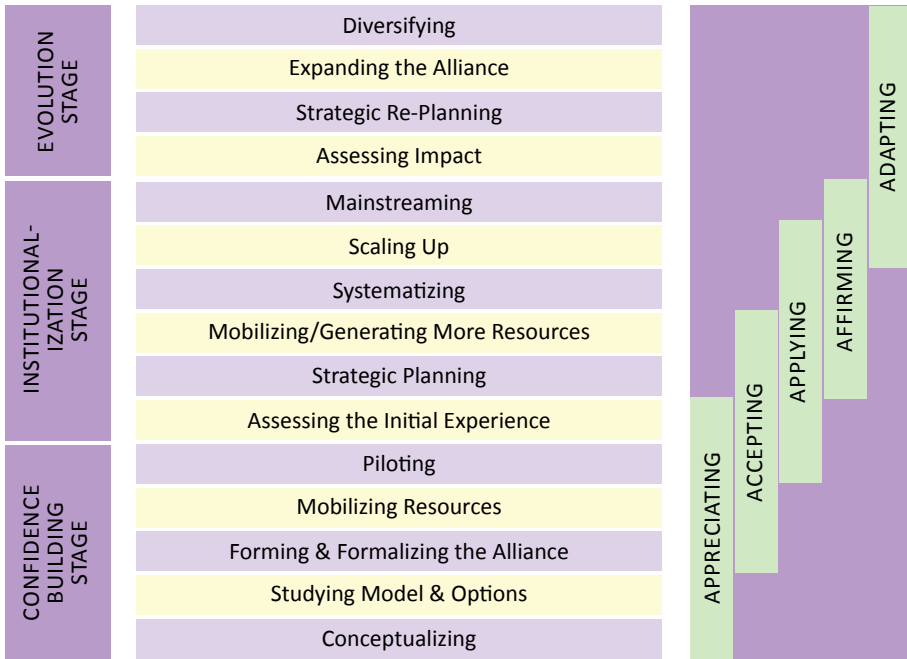 EVOLUTION
STAGE
Diversifying
Expanding the Alliance
Strategic Re-Planning
Assessing Impact
INSTITUTIONAL-
IZATION
STAGE
Mainstreaming
Scaling Up
Systematizing
Mobilizing/Generating More Resources
Strategic Planning
Assessing the Initial Experience
CONFIDENCE
BUILDING
STAGE
Piloting
Mobilizing Resources
Forming & Formalizing the Alliance
Studying Model & Options
Conceptualizing
APPRECIATING
ACCEPTING
APPLYING
AFFIRMING
ADAPTING